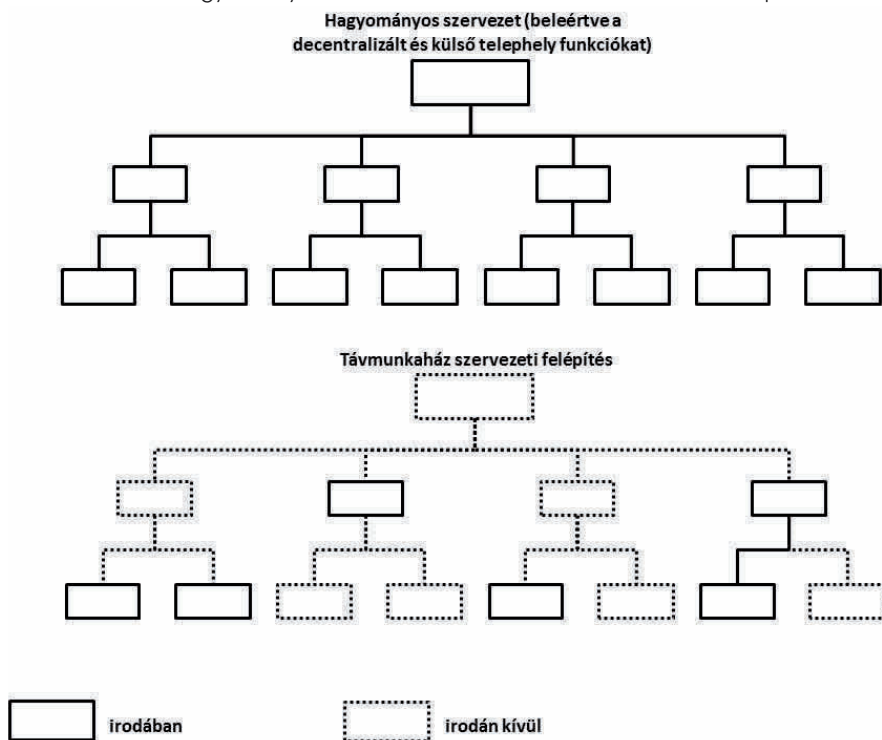 Hagyományos szervezet (beleértve a
decentralizált és külső telephely funkciókat)
Távmunkaház szervezeti felépítés
irodában
irodán kívül